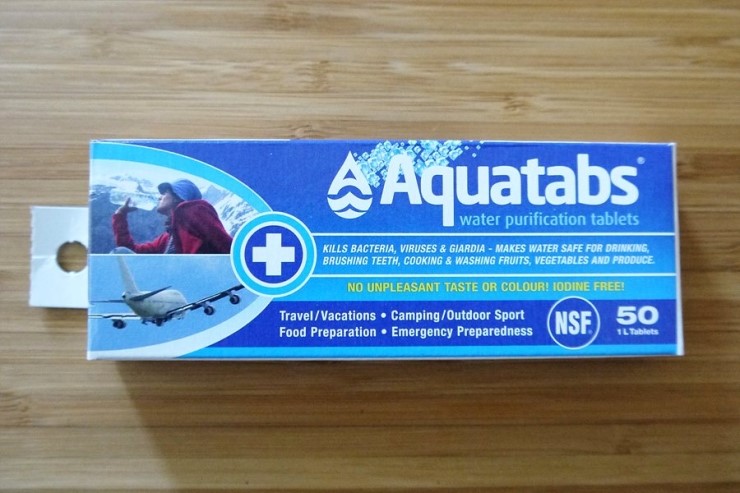 Aquatabs®
water purification tablets
KILLS BACTERIA, VIRUSES & GIARDIA - MAKES WATER SAFE FOR DRINKING,
BRUSHING TEETH, COOKING & WASHING FRUITS, VEGETABLES AND PRODUCE.
NO UNPLEASANT TASTE OR COLOUR! IODINE FREE!
Travel/Vacations • Camping/Outdoor Sport
Food Preparation • Emergency Preparedness
NSF®
50
1 L Tablets